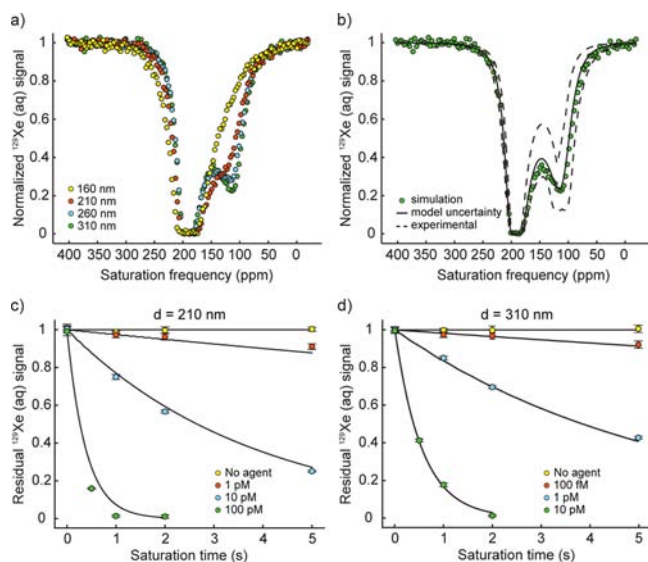 a)
Normalized ¹²⁹Xe (aq) signal
1
0.8
0.6
0.4
0.2
0
160 nm
210 nm
260 nm
310 nm
400 350 300 250 200 150 100 50 0
Saturation frequency (ppm)
b)
Normalized ¹²⁹Xe (aq) signal
1
0.8
0.6
0.4
0.2
0
simulation
model uncertainty
experimental
400 350 300 250 200 150 100 50 0
Saturation frequency (ppm)
c)
d = 210 nm
Residual ¹²⁹Xe (aq) signal
1
0.8
0.6
0.4
0.2
0
No agent
1 pM
10 pM
100 pM
0 1 2 3 4 5
Saturation time (s)
d)
d = 310 nm
Residual ¹²⁹Xe (aq) signal
1
0.8
0.6
0.4
0.2
0
No agent
100 fM
1 pM
10 pM
0 1 2 3 4 5
Saturation time (s)